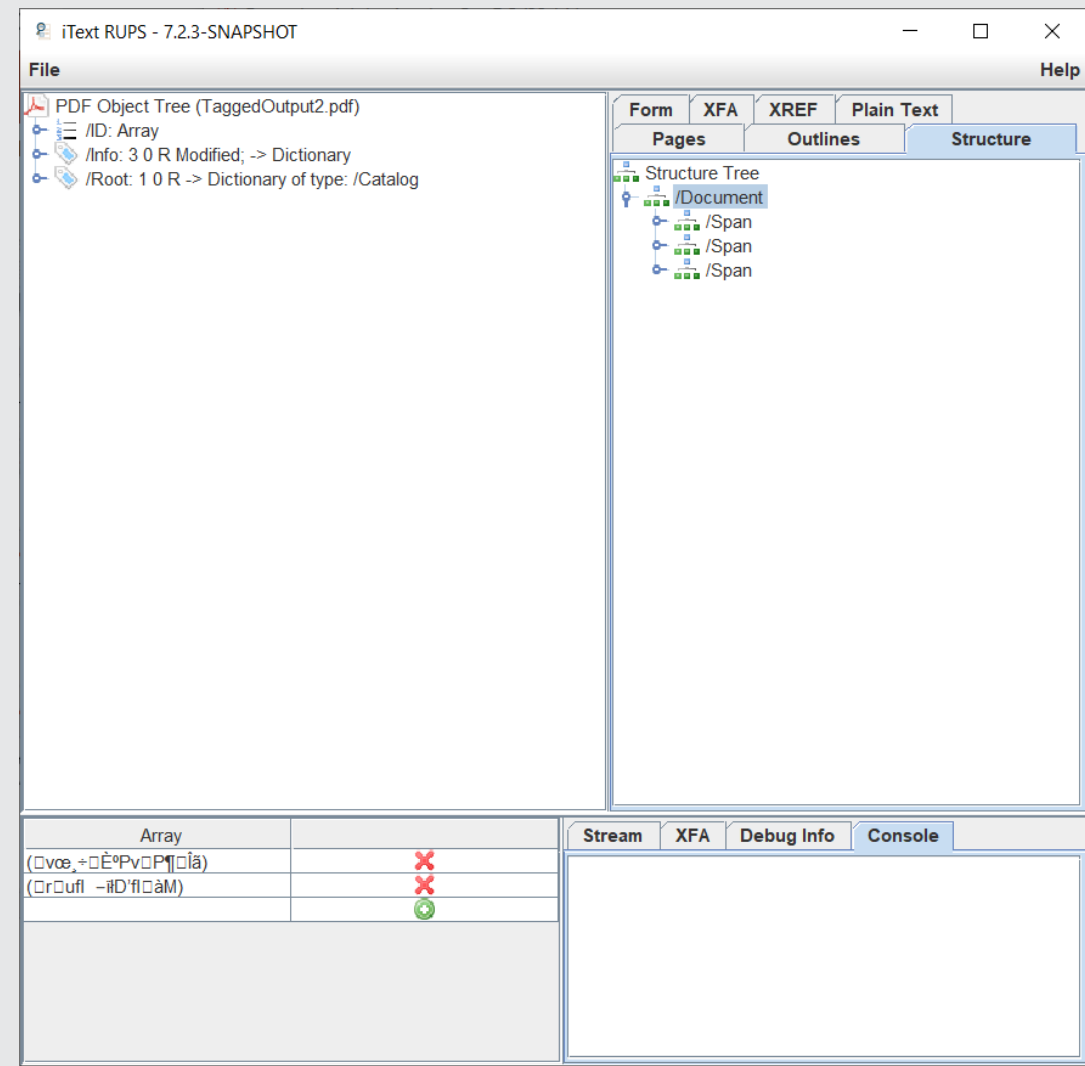 iText RUPS - 7.2.3-SNAPSHOT
File Help
PDF Object Tree (TaggedOutput2.pdf)
/ID: Array
/Info: 3 0 R Modified; -> Dictionary
/Root: 1 0 R -> Dictionary of type: /Catalog
Form XFA XREF Plain Text
Pages Outlines Structure
Structure Tree
/Document
/Span
/Span
/Span
Array
Stream XFA Debug Info Console